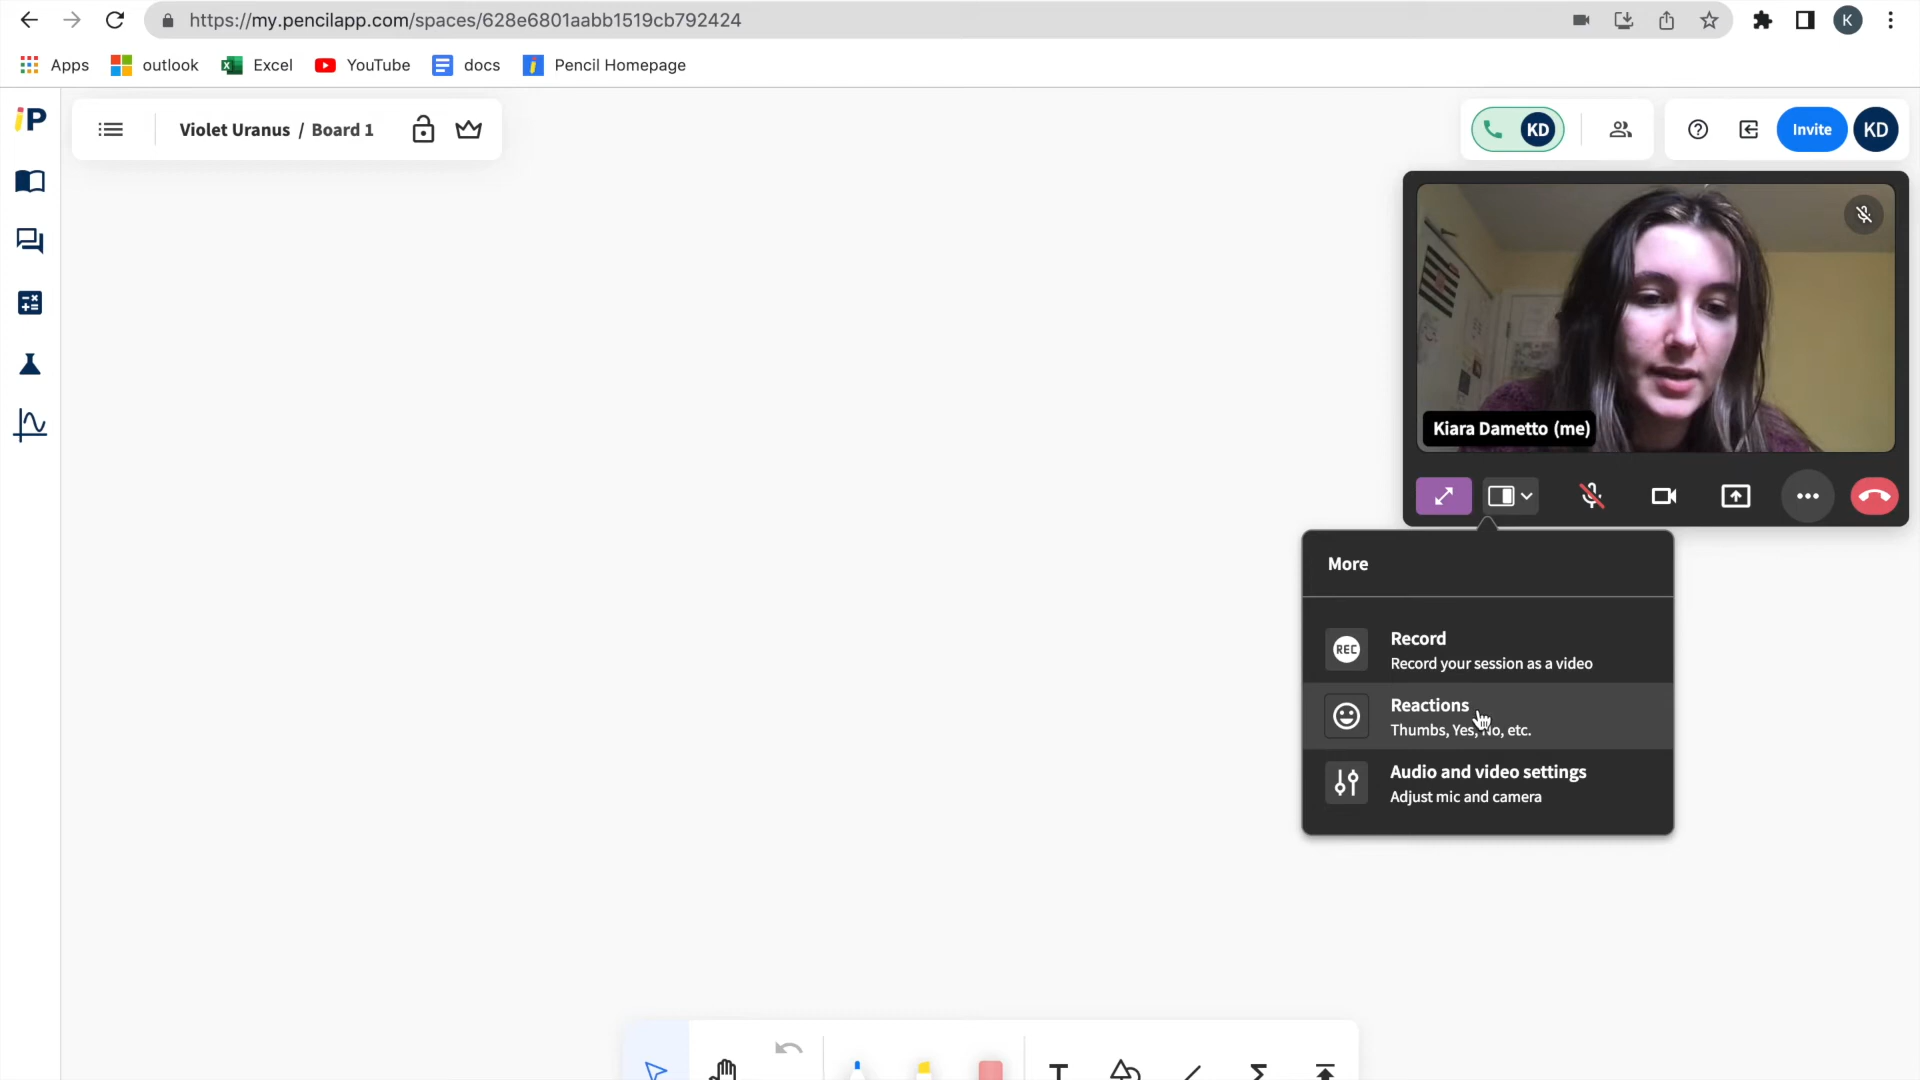 https://my.pencilapp.com/spaces/628e6801aabb1519cb792424
K
Apps
outlook
Excel
YouTube
docs
Pencil Homepage
iP
Violet Uranus / Board 1
KD
Invite
KD
Kiara Dametto (me)
More
REC
Record
Record your session as a video
Reactions
Thumbs, Yes, No, etc.
Audio and video settings
Adjust mic and camera
T
Σ